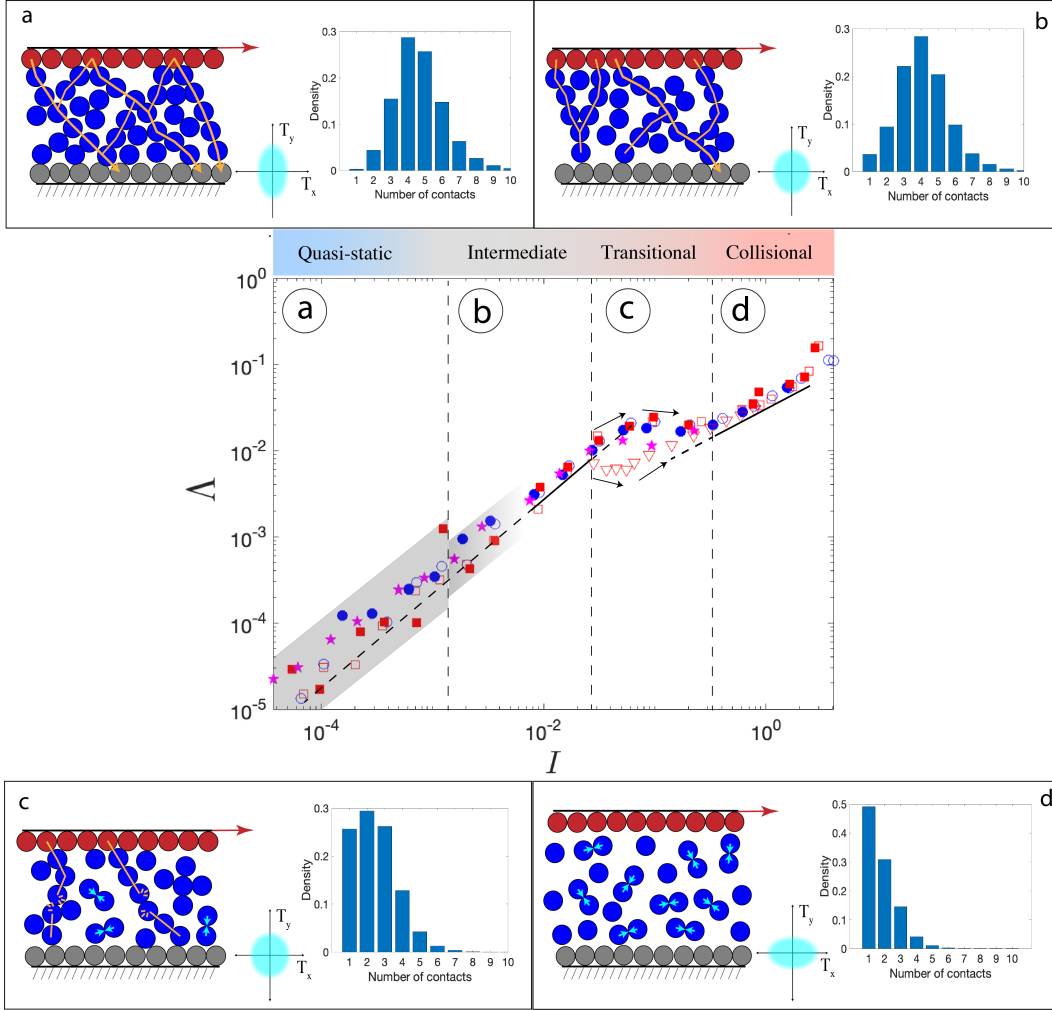 a
0.3
0.2
0.1
0
Density
1 2 3 4 5 6 7 8 9 10
Number of contacts
T_y
T_x
b
0.3
0.2
0.1
0
Density
1 2 3 4 5 6 7 8 9 10
Number of contacts
T_y
T_x
Quasi-static Intermediate Transitional Collisional
a b c d
10^0
10^-1
10^-2
10^-3
10^-4
10^-5
Λ
10^-4 10^-2 10^0
I
c
0.3
0.2
0.1
0
Density
1 2 3 4 5 6 7 8 9 10
Number of contacts
T_y
T_x
d
0.5
0.4
0.3
0.2
0.1
0
Density
1 2 3 4 5 6 7 8 9 10
Number of contacts
T_y
T_x